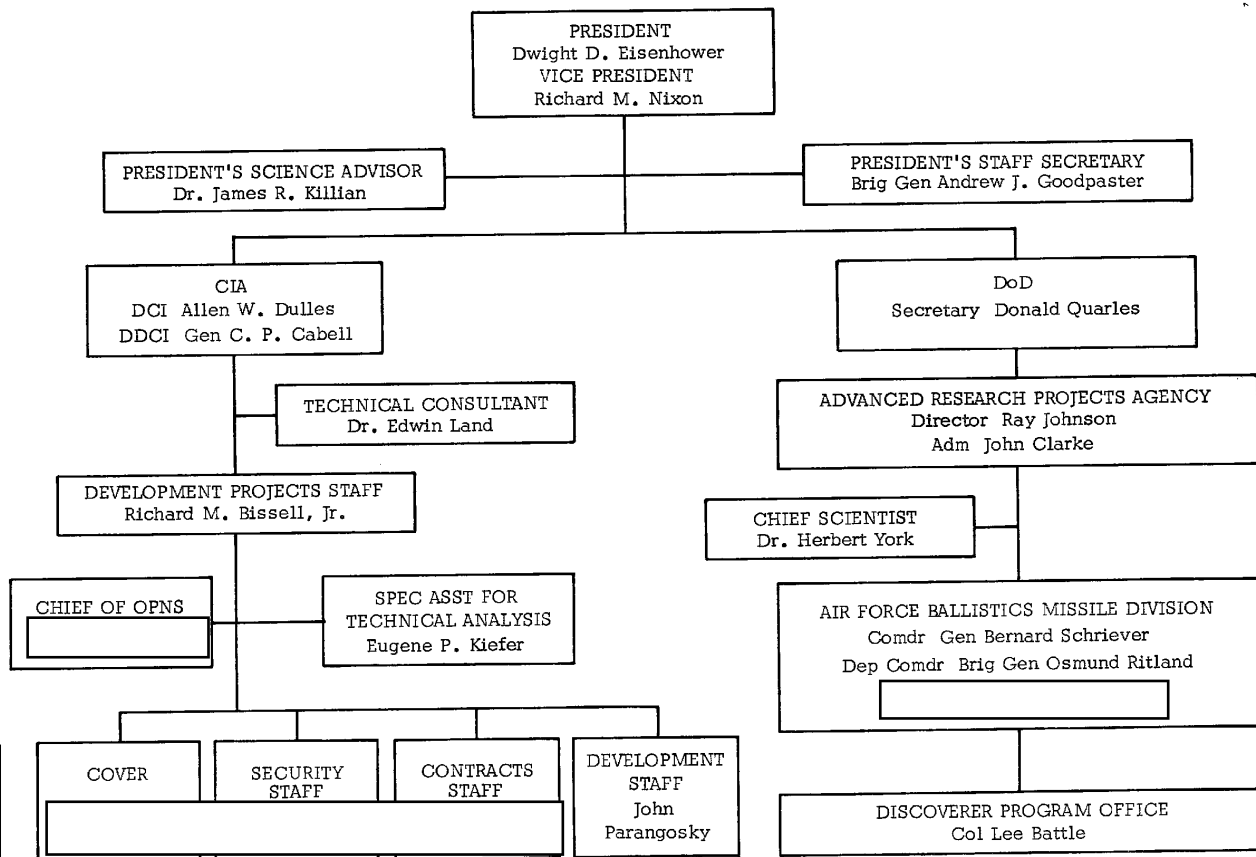 PRESIDENT
Dwight D. Eisenhower
VICE PRESIDENT
Richard M. Nixon
PRESIDENT'S SCIENCE ADVISOR
Dr. James R. Killian
PRESIDENT'S STAFF SECRETARY
Brig Gen Andrew J. Goodpaster
CIA
DCI Allen W. Dulles
DDCI Gen C. P. Cabell
DoD
Secretary Donald Quarles
TECHNICAL CONSULTANT
Dr. Edwin Land
ADVANCED RESEARCH PROJECTS AGENCY
Director Ray Johnson
Adm John Clarke
DEVELOPMENT PROJECTS STAFF
Richard M. Bissell, Jr.
CHIEF SCIENTIST
Dr. Herbert York
CHIEF OF OPNS
SPEC ASST FOR
TECHNICAL ANALYSIS
Eugene P. Kiefer
AIR FORCE BALLISTICS MISSILE DIVISION
Comdr Gen Bernard Schriever
Dep Comdr Brig Gen Osmund Ritland
COVER
SECURITY
STAFF
CONTRACTS
STAFF
DEVELOPMENT
STAFF
John
Parangosky
DISCOVERER PROGRAM OFFICE
Col Lee Battle